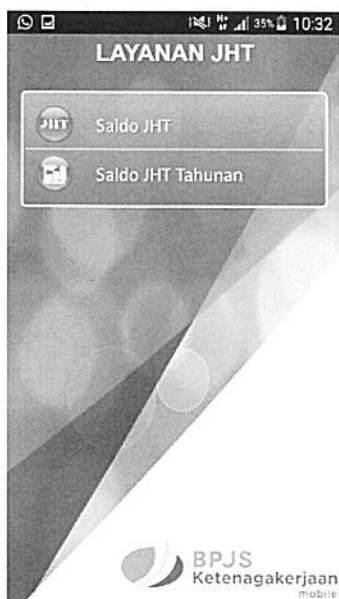 35% 10:32
LAYANAN JHT
JHT Saldo JHT
Saldo JHT Tahunan
BPJS
Ketenagakerjaan
mobile